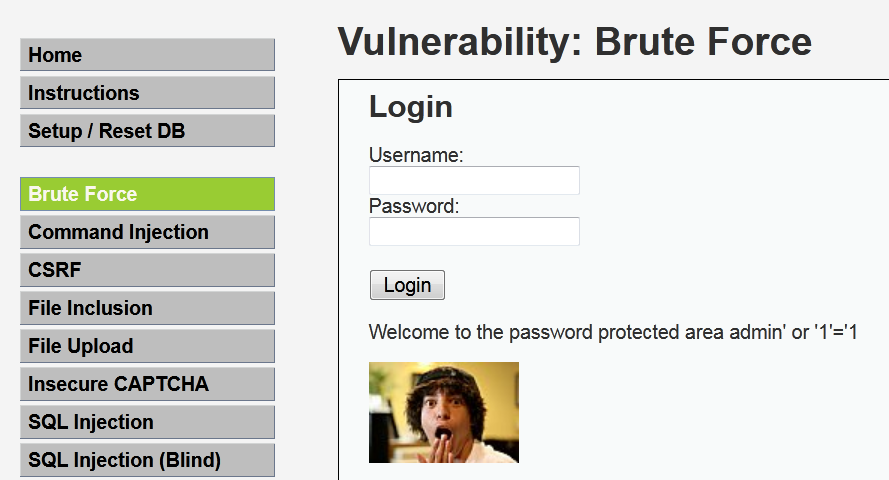 Home
Instructions
Setup / Reset DB
Brute Force
Command Injection
CSRF
File Inclusion
File Upload
Insecure CAPTCHA
SQL Injection
SQL Injection (Blind)
Vulnerability: Brute Force
Login
Username:
Password:
Login
Welcome to the password protected area admin' or '1'='1